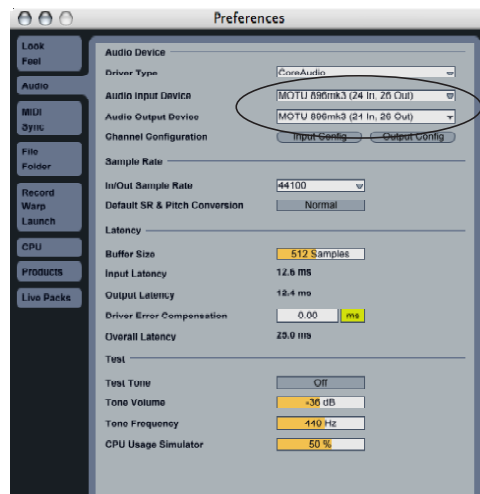 Preferences
Look
Feel
Audio
MIDI
Sync
File
Folder
Record
Warp
Launch
CPU
Products
Live Packs
Audio Device
Driver Type CoreAudio
Audio Input Device MOTU 896mk3 (24 In, 26 Out)
Audio Output Device MOTU 896mk3 (24 In, 26 Out)
Channel Configuration Input Config Output Config
Sample Rate
In/Out Sample Rate 44100
Default SR & Pitch Conversion Normal
Latency
Buffer Size 512 Samples
Input Latency 12.6 ms
Output Latency 12.4 ms
Driver Error Compensation 0.00 ms
Overall Latency 25.0 ms
Test
Test Tone Off
Tone Volume -36 dB
Tone Frequency 440 Hz
CPU Usage Simulator 50 %